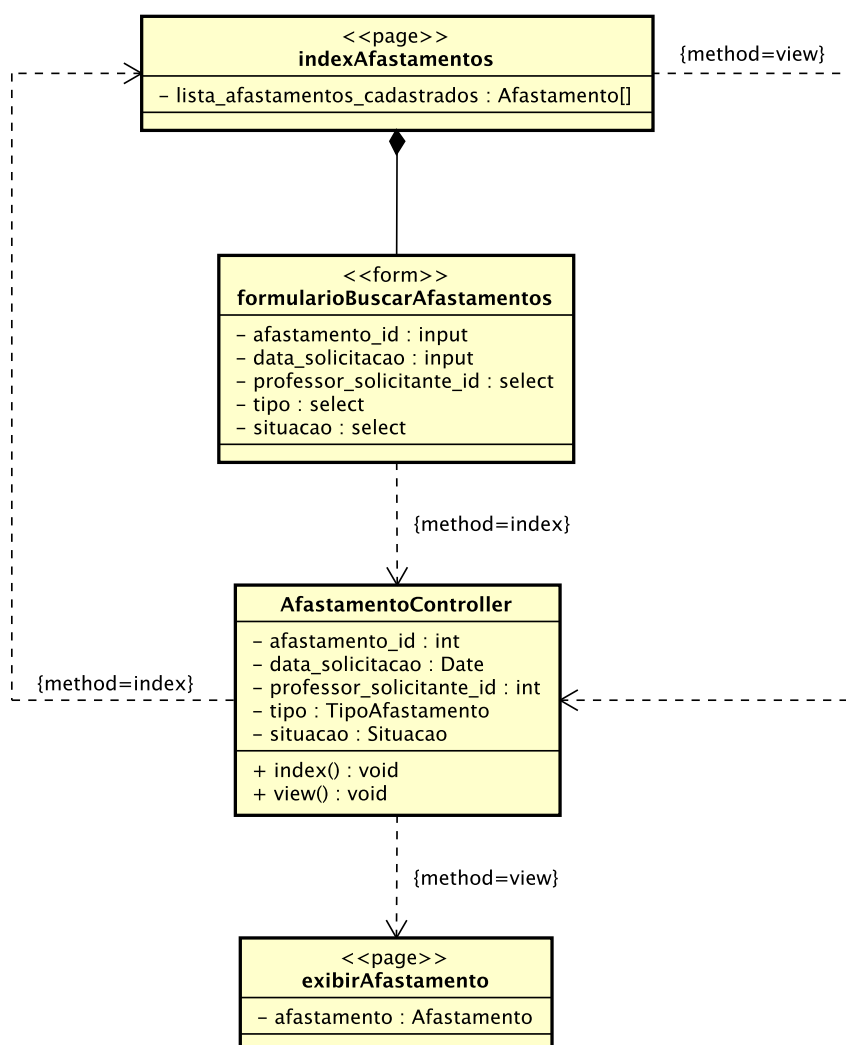 <<page>>
indexAfastamentos
{method=view}
- lista_afastamentos_cadastrados : Afastamento[]
<<form>>
formularioBuscarAfastamentos
- afastamento_id : input
- data_solicitacao : input
- professor_solicitante_id : select
- tipo : select
- situacao : select
{method=index}
AfastamentoController
- afastamento_id : int
- data_solicitacao : Date
{method=index}
- professor_solicitante_id : int
- tipo : TipoAfastamento
- situacao : Situacao
+ index() : void
+ view() : void
{method=view}
<<page>>
exibirAfastamento
- afastamento : Afastamento